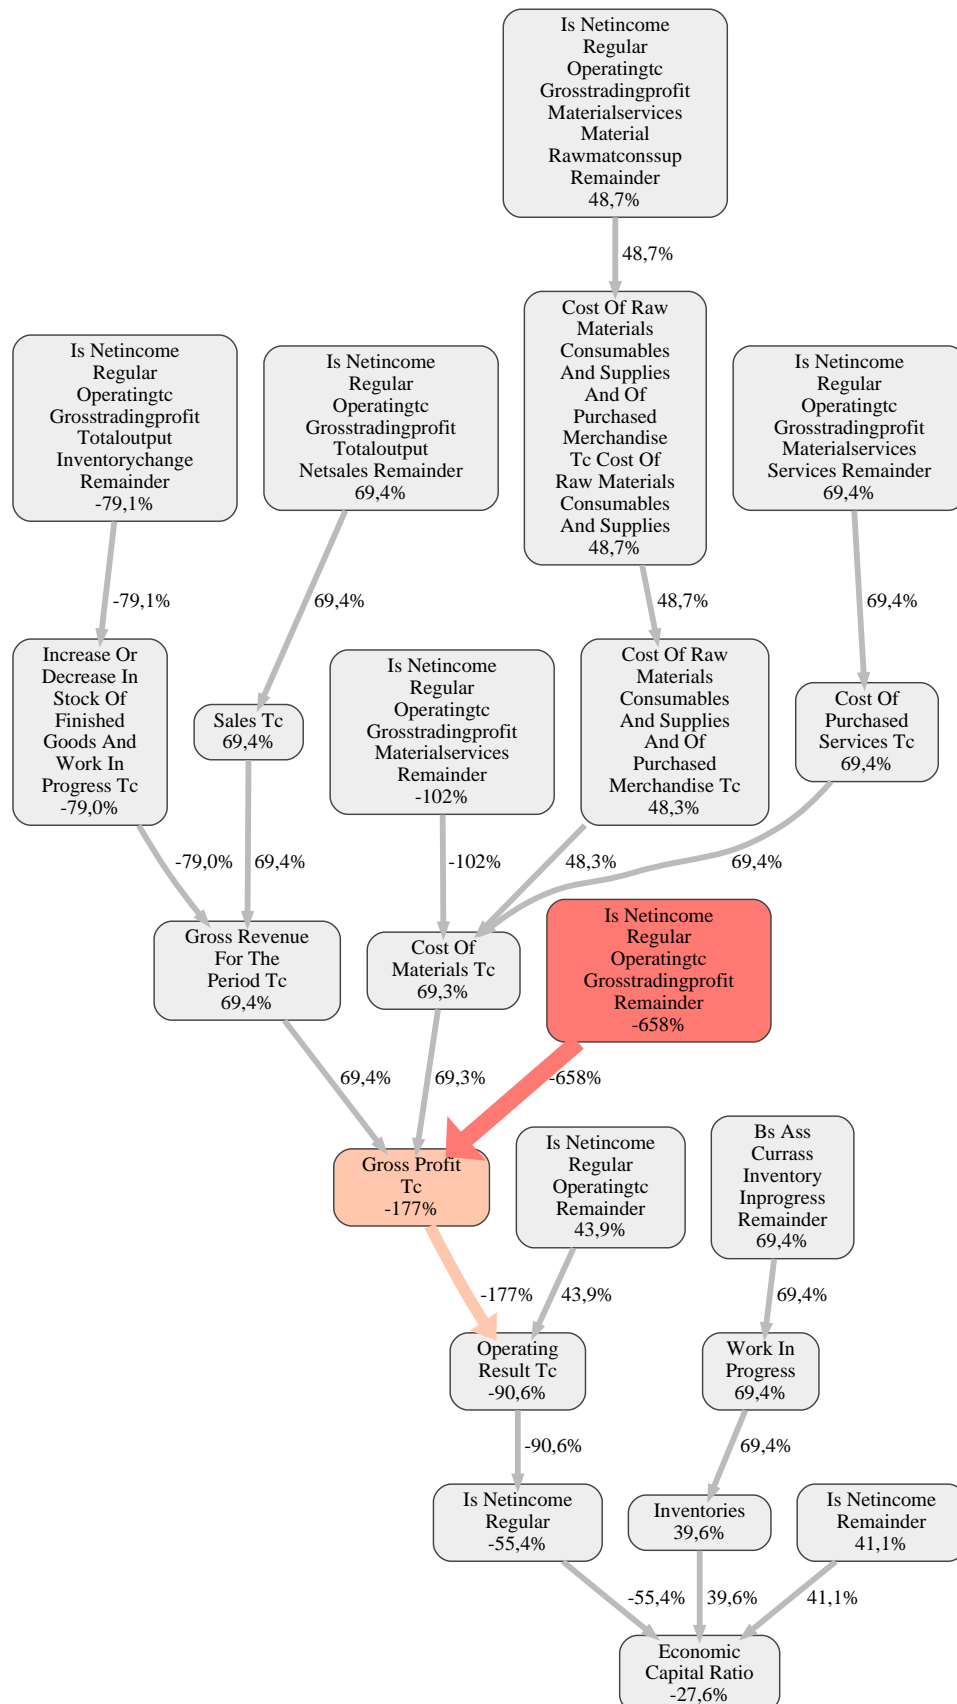 Is Netincome
Regular
Operatingtc
Grosstradingprofit
Materialservices
Material
Rawmatconssup
Remainder
48,7%
48,7%
Is Netincome
Regular
Operatingtc
Grosstradingprofit
Totaloutput
Inventorychange
Remainder
-79,1%
Is Netincome
Regular
Operatingtc
Grosstradingprofit
Totaloutput
Netsales Remainder
69,4%
Cost Of Raw
Materials
Consumables
And Supplies
And Of
Purchased
Merchandise
Tc Cost Of
Raw Materials
Consumables
And Supplies
48,7%
Is Netincome
Regular
Operatingtc
Grosstradingprofit
Materialservices
Services Remainder
69,4%
-79,1%
69,4%
48,7%
69,4%
Increase Or
Decrease In
Stock Of
Finished
Goods And
Work In
Progress Tc
-79,0%
Sales Tc
69,4%
Is Netincome
Regular
Operatingtc
Grosstradingprofit
Materialservices
Remainder
-102%
Cost Of Raw
Materials
Consumables
And Supplies
And Of
Purchased
Merchandise Tc
48,3%
Cost Of
Purchased
Services Tc
69,4%
-79,0%
69,4%
-102%
48,3%
69,4%
Gross Revenue
For The
Period Tc
69,4%
Cost Of
Materials Tc
69,3%
Is Netincome
Regular
Operatingtc
Grosstradingprofit
Remainder
-658%
69,4%
69,3%
-658%
Gross Profit
Tc
-177%
Is Netincome
Regular
Operatingtc
Remainder
43,9%
Bs Ass
Currass
Inventory
Inprogress
Remainder
69,4%
-177%
43,9%
69,4%
Operating
Result Tc
-90,6%
Work In
Progress
69,4%
-90,6%
69,4%
Is Netincome
Regular
-55,4%
Inventories
39,6%
Is Netincome
Remainder
41,1%
-55,4%
39,6%
41,1%
Economic
Capital Ratio
-27,6%